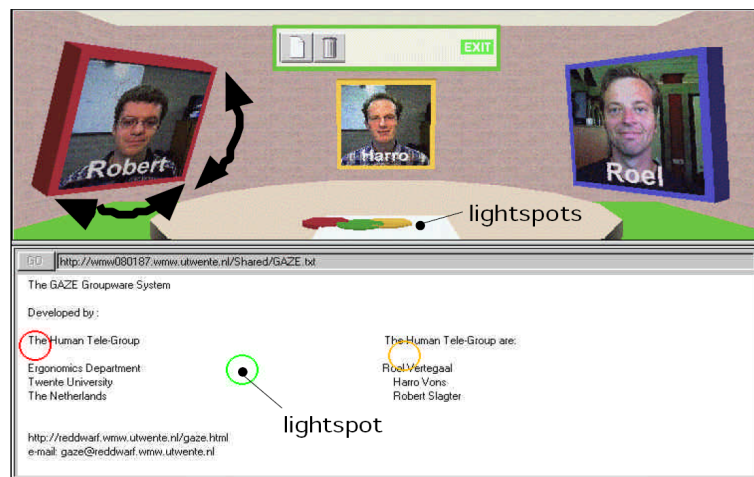 EXIT
Robert
Harro
Roel
lightspots
GO http://wmw080187.wmw.utwente.nl/Shared/GAZE.txt
The GAZE Groupware System
Developed by :
The Human Tele-Group
The Human Tele-Group are:
Ergonomics Department
Roel Vertegaal
Twente University
Harro Vons
The Netherlands
Robert Slagter
lightspot
http://reddwarf.wmw.utwente.nl/gaze.html
e-mail: gaze@reddwarf.wmw.utwente.nl